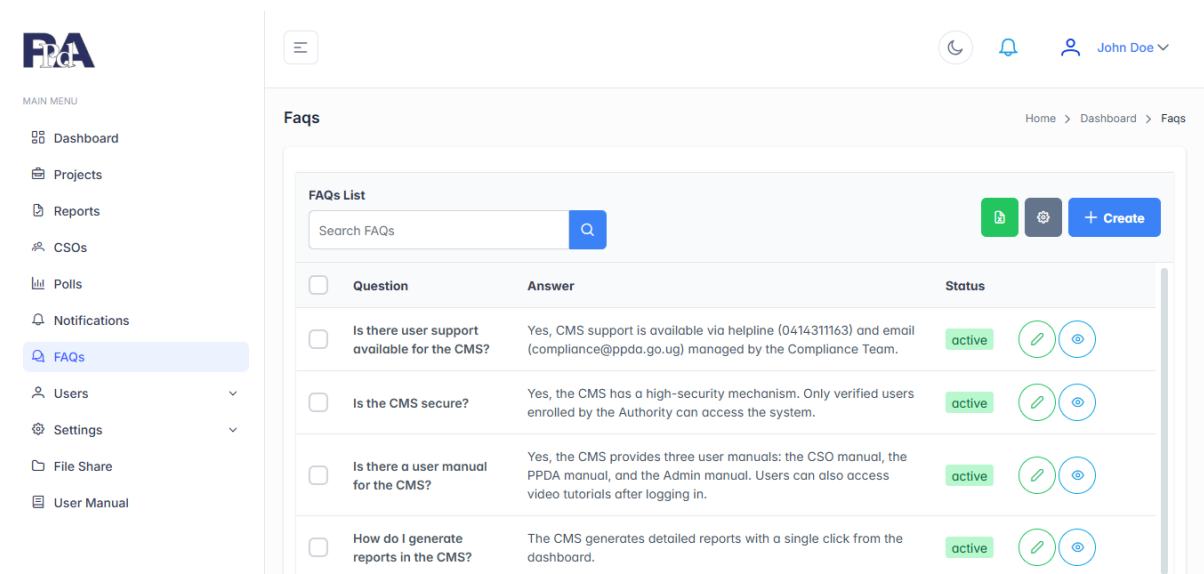 PPdA
MAIN MENU
Dashboard
Projects
Reports
CSOs
Polls
Notifications
FAQs
Users
Settings
File Share
User Manual
John Doe
Faqs
Home > Dashboard > Faqs
FAQs List
Search FAQs
+ Create
Question Answer Status
Is there user support
available for the CMS?
Yes, CMS support is available via helpline (0414311163) and email
(compliance@ppda.go.ug) managed by the Compliance Team.
active
Is the CMS secure?
Yes, the CMS has a high-security mechanism. Only verified users
enrolled by the Authority can access the system.
active
Is there a user manual
for the CMS?
Yes, the CMS provides three user manuals: the CSO manual, the
PPDA manual, and the Admin manual. Users can also access
video tutorials after logging in.
active
How do I generate
reports in the CMS?
The CMS generates detailed reports with a single click from the
dashboard.
active